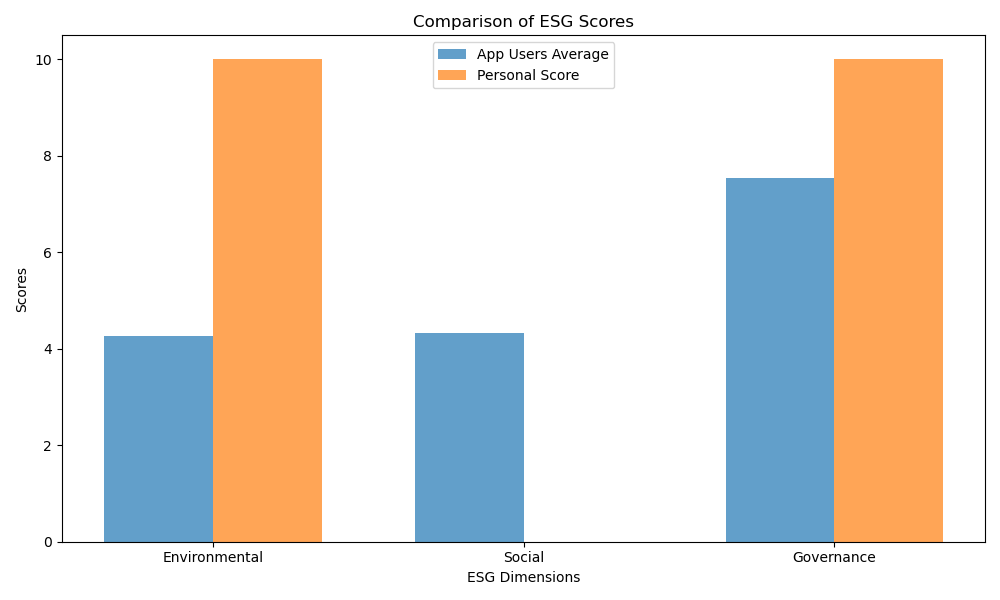 Comparison of ESG Scores
App Users Average
Personal Score
10
8
6
4
2
0
Scores
Environmental
Social
Governance
ESG Dimensions